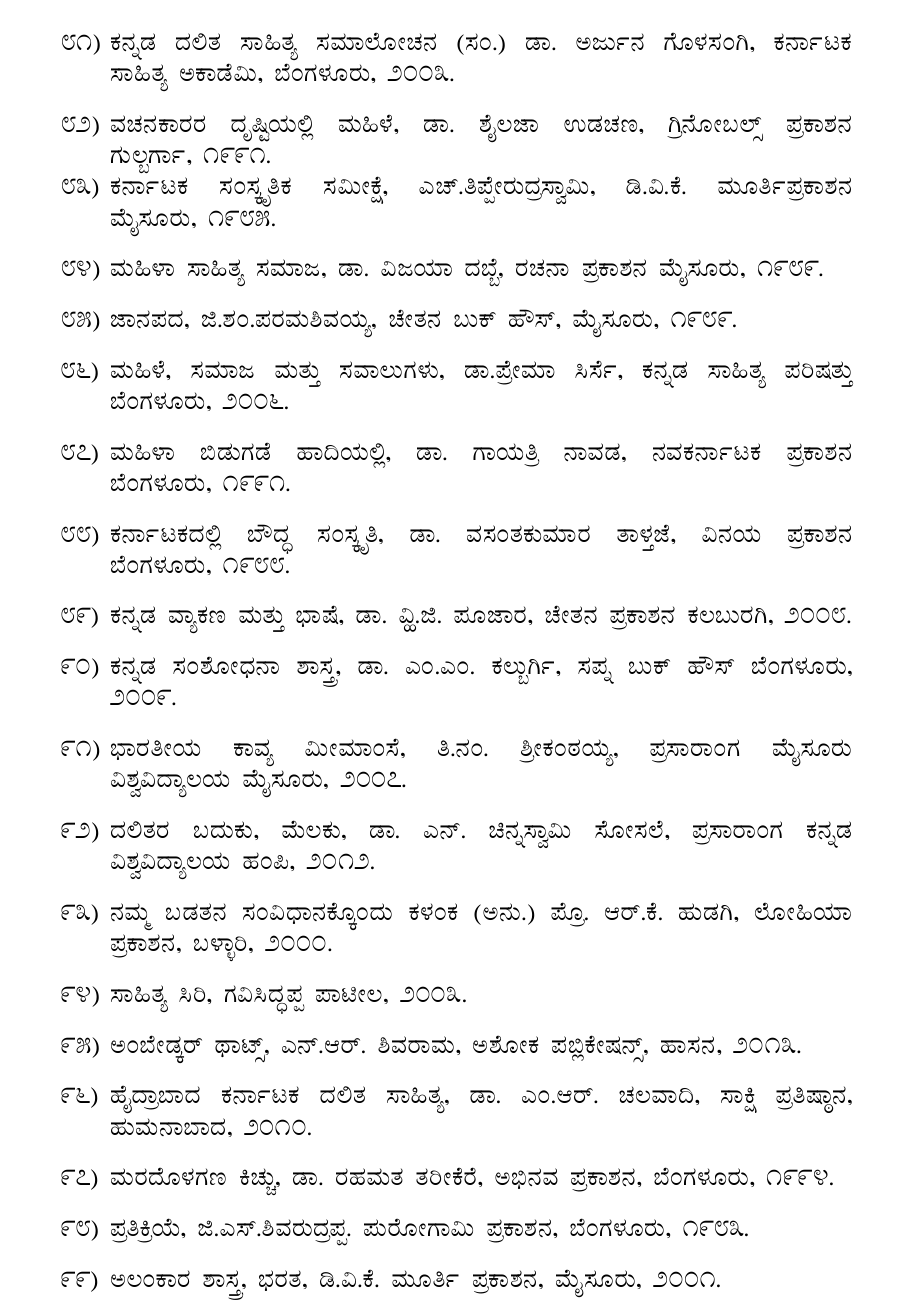 ೮೧) ಕನ್ನಡ ದಲಿತ ಸಾಹಿತ್ಯ ಸಮಾಲೋಚನ (ಸಂ.) ಡಾ. ಅರ್ಜುನ ಗೊಳಸಂಗಿ, ಕರ್ನಾಟಕ
ಸಾಹಿತ್ಯ ಅಕಾಡೆಮಿ, ಬೆಂಗಳೂರು, ೨೦೦೩.
೮೨) ವಚನಕಾರರ ದೃಷ್ಟಿಯಲ್ಲಿ ಮಹಿಳೆ, ಡಾ. ಶೈಲಜಾ ಉಡಚಣ, ಗ್ರಿನೋಬಲ್ಸ್ ಪ್ರಕಾಶನ
ಗುಲ್ಬರ್ಗಾ, ೧೯೯೧.
೮೩) ಕರ್ನಾಟಕ ಸಂಸ್ಕೃತಿಕ ಸಮೀಕ್ಷೆ, ಎಚ್.ತಿಪ್ಪೇರುದ್ರಸ್ವಾಮಿ, ಡಿ.ವಿ.ಕೆ. ಮೂರ್ತಿಪ್ರಕಾಶನ
ಮೈಸೂರು, ೧೯೮೫.
೮೪) ಮಹಿಳಾ ಸಾಹಿತ್ಯ ಸಮಾಜ, ಡಾ. ವಿಜಯಾ ದಬ್ಬೆ, ರಚನಾ ಪ್ರಕಾಶನ ಮೈಸೂರು, ೧೯೮೯.
೮೫) ಜಾನಪದ, ಜಿ.ಶಂ.ಪರಮಶಿವಯ್ಯ, ಚೇತನ ಬುಕ್ ಹೌಸ್, ಮೈಸೂರು, ೧೯೮೯.
೮೬) ಮಹಿಳೆ, ಸಮಾಜ ಮತ್ತು ಸವಾಲುಗಳು, ಡಾ.ಪ್ರೇಮಾ ಸಿರ್ಸೆ, ಕನ್ನಡ ಸಾಹಿತ್ಯ ಪರಿಷತ್ತು
ಬೆಂಗಳೂರು, ೨೦೦೬.
೮೭) ಮಹಿಳಾ ಬಿಡುಗಡೆ ಹಾದಿಯಲ್ಲಿ, ಡಾ. ಗಾಯತ್ರಿ ನಾವಡ, ನವಕರ್ನಾಟಕ ಪ್ರಕಾಶನ
ಬೆಂಗಳೂರು, ೧೯೯೧.
೮೮) ಕರ್ನಾಟಕದಲ್ಲಿ ಬೌದ್ಧ ಸಂಸ್ಕೃತಿ, ಡಾ. ವಸಂತಕುಮಾರ ತಾಳ್ತಜೆ, ವಿನಯ ಪ್ರಕಾಶನ
ಬೆಂಗಳೂರು, ೧೯೮೮.
೮೯) ಕನ್ನಡ ವ್ಯಾಕಣ ಮತ್ತು ಭಾಷೆ, ಡಾ. ವ್ಹಿ.ಜಿ. ಪೂಜಾರ, ಚೇತನ ಪ್ರಕಾಶನ ಕಲಬುರಗಿ, ೨೦೦೮.
೯೦) ಕನ್ನಡ ಸಂಶೋಧನಾ ಶಾಸ್ತ್ರ, ಡಾ. ಎಂ.ಎಂ. ಕಲ್ಬುರ್ಗಿ, ಸಪ್ನ ಬುಕ್ ಹೌಸ್ ಬೆಂಗಳೂರು,
೨೦೦೯.
೯೧) ಭಾರತೀಯ ಕಾವ್ಯ ಮೀಮಾಂಸೆ, ತಿ.ನಂ. ಶ್ರೀಕಂಠಯ್ಯ, ಪ್ರಸಾರಾಂಗ ಮೈಸೂರು
ವಿಶ್ವವಿದ್ಯಾಲಯ ಮೈಸೂರು, ೨೦೦೭.
೯೨) ದಲಿತರ ಬದುಕು, ಮೆಲಕು, ಡಾ. ಎನ್. ಚಿನ್ನಸ್ವಾಮಿ ಸೋಸಲೆ, ಪ್ರಸಾರಾಂಗ ಕನ್ನಡ
ವಿಶ್ವವಿದ್ಯಾಲಯ ಹಂಪಿ, ೨೦೧೨.
೯೩) ನಮ್ಮ ಬಡತನ ಸಂವಿಧಾನಕ್ಕೊಂದು ಕಳಂಕ (ಅನು.) ಪ್ರೊ. ಆರ್.ಕೆ. ಹುಡಗಿ, ಲೋಹಿಯಾ
ಪ್ರಕಾಶನ, ಬಳ್ಳಾರಿ, ೨೦೦೦.
೯೪) ಸಾಹಿತ್ಯ ಸಿರಿ, ಗವಿಸಿದ್ಧಪ್ಪ ಪಾಟೀಲ, ೨೦೦೩.
೯೫) ಅಂಬೇಡ್ಕರ್ ಥಾಟ್ಸ್, ಎನ್.ಆರ್. ಶಿವರಾಮ, ಅಶೋಕ ಪಬ್ಲಿಕೇಷನ್ಸ್, ಹಾಸನ, ೨೦೧೩.
೯೬) ಹೈದ್ರಾಬಾದ ಕರ್ನಾಟಕ ದಲಿತ ಸಾಹಿತ್ಯ, ಡಾ. ಎಂ.ಆರ್. ಚಲವಾದಿ, ಸಾಕ್ಷಿ ಪ್ರತಿಷ್ಠಾನ,
ಹುಮನಾಬಾದ, ೨೦೧೦.
೯೭) ಮರದೊಳಗಣ ಕಿಚ್ಚು, ಡಾ. ರಹಮತ ತರೀಕೆರೆ, ಅಭಿನವ ಪ್ರಕಾಶನ, ಬೆಂಗಳೂರು, ೧೯೯೪.
೯೮) ಪ್ರತಿಕ್ರಿಯೆ, ಜಿ.ಎಸ್.ಶಿವರುದ್ರಪ್ಪ. ಪುರೋಗಾಮಿ ಪ್ರಕಾಶನ, ಬೆಂಗಳೂರು, ೧೯೮೩.
೯೯) ಅಲಂಕಾರ ಶಾಸ್ತ್ರ, ಭರತ, ಡಿ.ವಿ.ಕೆ. ಮೂರ್ತಿ ಪ್ರಕಾಶನ, ಮೈಸೂರು, ೨೦೦೧.